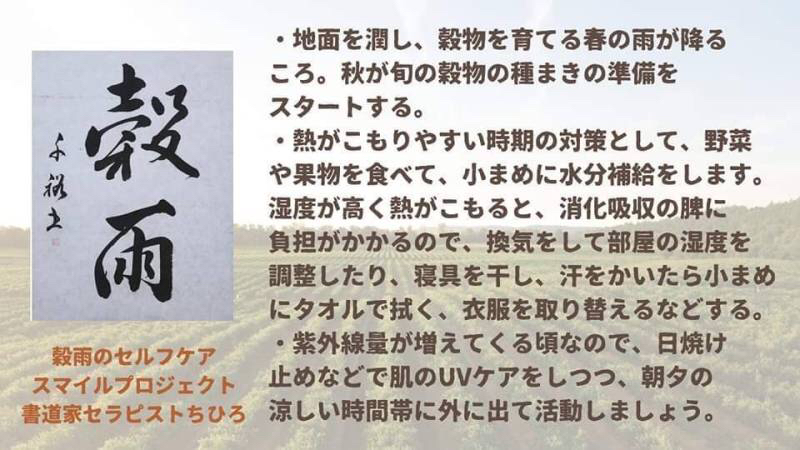 穀雨
千裕土
穀雨のセルフケア
スマイルプロジェクト
書道家セラピストちひろ
・地面を潤し、穀物を育てる春の雨が降る
ころ。秋が旬の穀物の種まきの準備を
スタートする。
・熱がこもりやすい時期の対策として、野菜
や果物を食べて、小まめに水分補給をします。
湿度が高く熱がこもると、消化吸収の脾に
負担がかかるので、換気をして部屋の湿度を
調整したり、寝具を干し、汗をかいたら小まめ
にタオルで拭く、衣服を取り替えるなどする。
・紫外線量が増えてくる頃なので、日焼け
止めなどで肌のUVケアをしつつ、朝夕の
涼しい時間帯に外に出て活動しましょう。